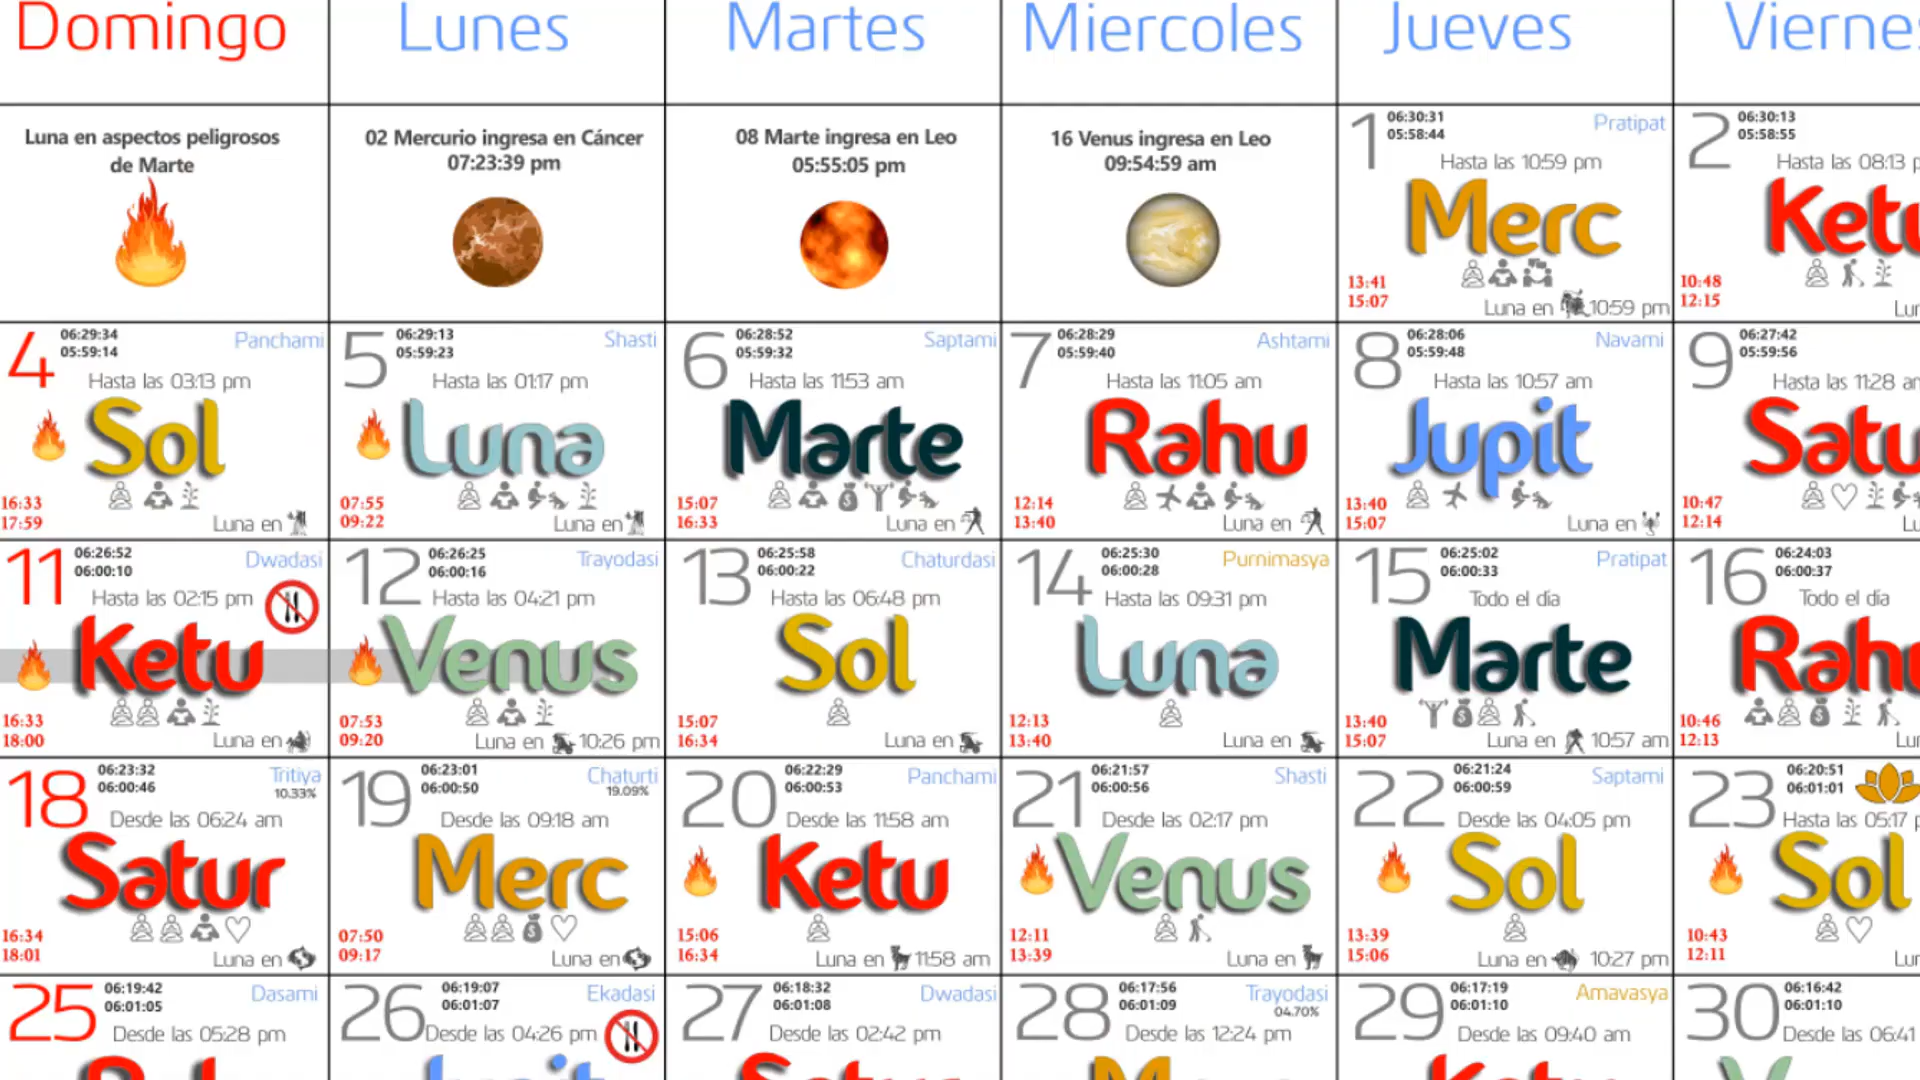 Domingo
Lunes
Martes
Miercoles
Jueves
Vierne
Luna en aspectos peligrosos
de Marte
02 Mercurio ingresa en Cáncer
07:23:39 pm
08 Marte ingresa en Leo
05:55:05 pm
16 Venus ingresa en Leo
09:54:59 am
1
06:30:31
05:58:44
Pratipat
Hasta las 10:59 pm
Merc
13:41
15:07
Luna en 10:59 pm
2
06:30:13
05:58:55
Hasta las 08:13 p
Ketu
10:48
12:15
Lun
4
06:29:34
05:59:14
Panchami
Hasta las 03:13 pm
Sol
16:33
17:59
Luna en
5
06:29:13
05:59:23
Shasti
Hasta las 01:17 pm
Luna
07:55
09:22
Luna en
6
06:28:52
05:59:32
Saptami
Hasta las 11:53 am
Marte
15:07
16:33
Luna en
7
06:28:29
05:59:40
Ashtami
Hasta las 11:05 am
Rahu
12:14
13:40
Luna en
8
06:28:06
05:59:48
Navami
Hasta las 10:57 am
Jupit
13:40
15:07
Luna en
9
06:27:42
05:59:56
Hasta las 11:28 am
Satu
10:47
12:14
Lu
11
06:26:52
06:00:10
Dwadasi
Hasta las 02:15 pm
Ketu
16:33
18:00
Luna en
12
06:26:25
06:00:16
Trayodasi
Hasta las 04:21 pm
Venus
07:53
09:20
Luna en 10:26 pm
13
06:25:58
06:00:22
Chaturdasi
Hasta las 06:48 pm
Sol
15:07
16:34
Luna en
14
06:25:30
06:00:28
Purnimasya
Hasta las 09:31 pm
Luna
12:13
13:40
Luna en
15
06:25:02
06:00:33
Pratipat
Todo el día
Marte
13:40
15:07
Luna en 10:57 am
16
06:24:03
06:00:37
Todo el día
Rahu
10:46
12:13
Lun
18
06:23:32
06:00:46
Tritiya
10.33%
Desde las 06:24 am
Satur
16:34
18:01
Luna en
19
06:23:01
06:00:50
Chaturti
19.09%
Desde las 09:18 am
Merc
07:50
09:17
Luna en
20
06:22:29
06:00:53
Panchami
Desde las 11:58 am
Ketu
15:06
16:34
Luna en 11:58 am
21
06:21:57
06:00:56
Shasti
Desde las 02:17 pm
Venus
12:11
13:39
Luna en
22
06:21:24
06:00:59
Saptami
Desde las 04:05 pm
Sol
13:39
15:06
Luna en 10:27 pm
23
06:20:51
06:01:01
Hasta las 05:17 p
Sol
10:43
12:11
Lun
25
06:19:42
06:01:05
Dasami
Desde las 05:28 pm
26
06:19:07
06:01:07
Ekadasi
Desde las 04:26 pm
Jupit
27
06:18:32
06:01:08
Dwadasi
Desde las 02:42 pm
Satur
28
06:17:56
06:01:09
Trayodasi
04.70%
Desde las 12:24 pm
29
06:17:19
06:01:10
Amavasya
Desde las 09:40 am
Ketu
30
06:16:42
06:01:10
Desde las 06:41